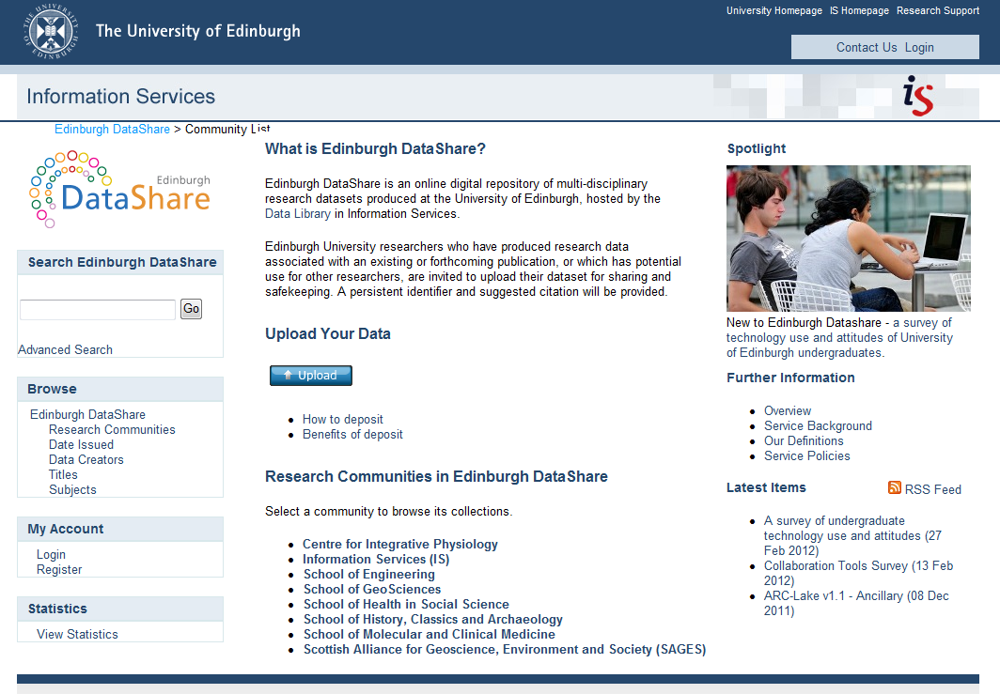 THE UNIVERSITY OF EDINBURGH
The University of Edinburgh
University Homepage IS Homepage Research Support
Contact Us Login
Information Services
is
Edinburgh DataShare > Community List
Edinburgh
DataShare
Search Edinburgh DataShare
Go
Advanced Search
Browse
Edinburgh DataShare
Research Communities
Date Issued
Data Creators
Titles
Subjects
My Account
Login
Register
Statistics
View Statistics
What is Edinburgh DataShare?
Edinburgh DataShare is an online digital repository of multi-disciplinary
research datasets produced at the University of Edinburgh, hosted by the
Data Library in Information Services.
Edinburgh University researchers who have produced research data
associated with an existing or forthcoming publication, or which has potential
use for other researchers, are invited to upload their dataset for sharing and
safekeeping. A persistent identifier and suggested citation will be provided.
Upload Your Data
Upload
• How to deposit
• Benefits of deposit
Research Communities in Edinburgh DataShare
Select a community to browse its collections.
• Centre for Integrative Physiology
• Information Services (IS)
• School of Engineering
• School of GeoSciences
• School of Health in Social Science
• School of History, Classics and Archaeology
• School of Molecular and Clinical Medicine
• Scottish Alliance for Geoscience, Environment and Society (SAGES)
Spotlight
New to Edinburgh Datashare - a survey of
technology use and attitudes of University
of Edinburgh undergraduates.
Further Information
• Overview
• Service Background
• Our Definitions
• Service Policies
Latest Items
RSS Feed
• A survey of undergraduate
technology use and attitudes (27
Feb 2012)
• Collaboration Tools Survey (13 Feb
2012)
• ARC-Lake v1.1 - Ancillary (08 Dec
2011)